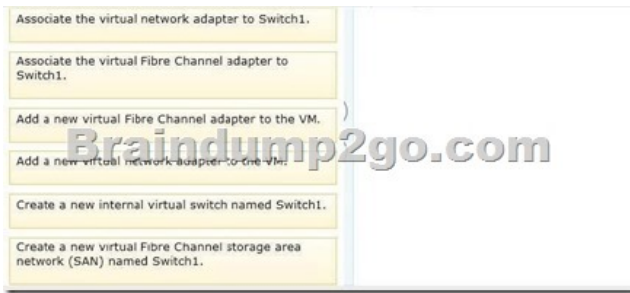 Associate the virtual network adapter to Switch1.
Associate the virtual Fibre Channel adapter to
Switch1.
Add a new virtual Fibre Channel adapter to the VM.
Braindump2go.com
Add a new virtual network adapter to the VM.
Create a new internal virtual switch named Switch1.
Create a new virtual Fibre Channel storage area
network (SAN) named Switch1.